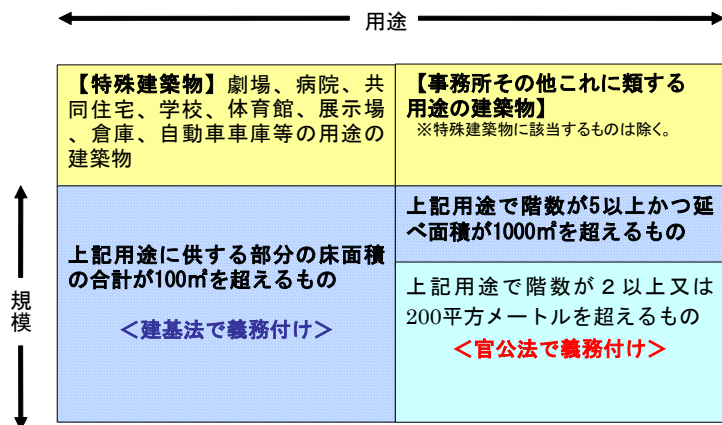 用途
【特殊建築物】劇場、病院、共
同住宅、学校、体育館、展示場
、倉庫、自動車車庫等の用途の
建築物
【事務所その他これに類する
用途の建築物】
※特殊建築物に該当するものは除く。
規模
上記用途に供する部分の床面積
の合計が100㎡を超えるもの
＜建基法で義務付け＞
上記用途で階数が5以上かつ延
べ面積が1000㎡を超えるもの
上記用途で階数が２以上又は
200平方メートルを超えるもの
＜官公法で義務付け＞